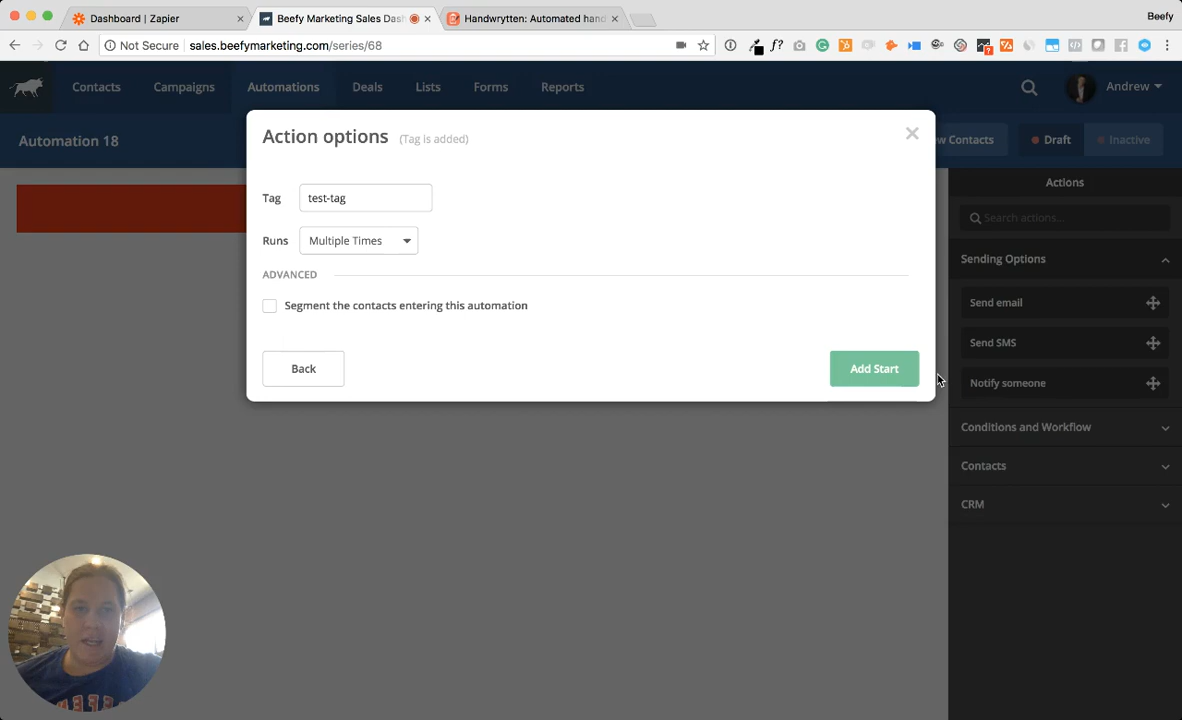 Dashboard | Zapier
Beefy Marketing Sales Das
Handwrytten: Automated han
Beefy
Not Secure
sales.beefymarketing.com/series/68
Contacts
Campaigns
Automations
Deals
Lists
Forms
Reports
Andrew
Automation 18
w Contacts
Draft
Inactive
Action options (Tag is added)
Tag
test-tag
Runs
Multiple Times
ADVANCED
Segment the contacts entering this automation
Back
Add Start
Actions
Search actions...
Sending Options
Send email
Send SMS
Notify someone
Conditions and Workflow
Contacts
CRM